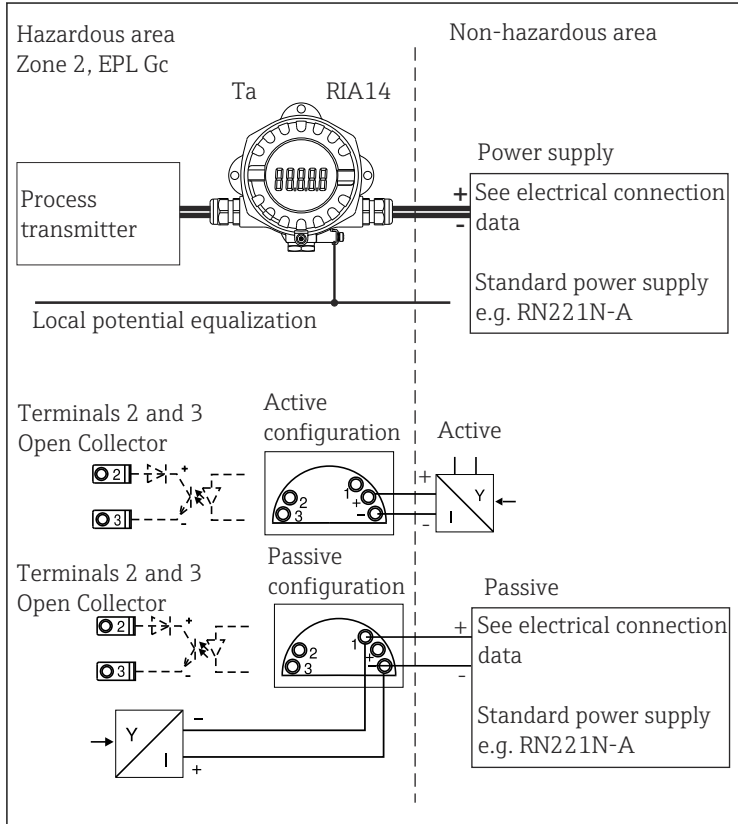 Hazardous area
Zone 2, EPL Gc
Non-hazardous area
Ta
RIA14
88888
Process
transmitter
Power supply
+
-
See electrical connection
data
Standard power supply
e.g. RN221N-A
Local potential equalization
Terminals 2 and 3
Open Collector
Active
configuration
Active
2
+
3
-
1
2
+
3
-
+
-
Y
I
Terminals 2 and 3
Open Collector
Passive
configuration
Passive
2
+
3
-
1
2
+
3
-
+
-
See electrical connection
data
Standard power supply
e.g. RN221N-A
Y
I
-
+